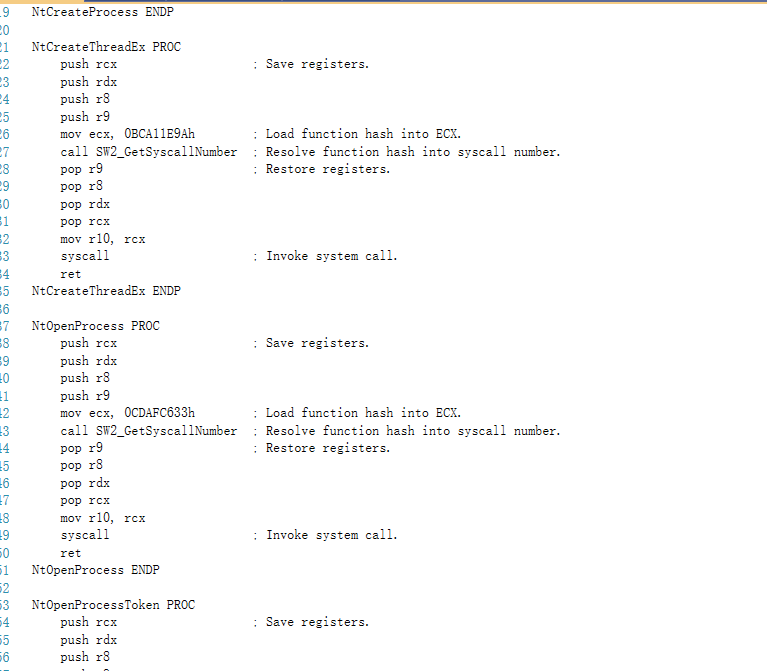 19 NtCreateProcess ENDP
20
21 NtCreateThreadEx PROC
22 push rcx ; Save registers.
23 push rdx
24 push r8
25 push r9
26 mov ecx, 0BCA11E9Ah ; Load function hash into ECX.
27 call SW2_GetSyscallNumber ; Resolve function hash into syscall number.
28 pop r9 ; Restore registers.
29 pop r8
30 pop rdx
31 pop rcx
32 mov r10, rcx
33 syscall ; Invoke system call.
34 ret
35 NtCreateThreadEx ENDP
36
37 NtOpenProcess PROC
38 push rcx ; Save registers.
39 push rdx
40 push r8
41 push r9
42 mov ecx, 0CDAFC633h ; Load function hash into ECX.
43 call SW2_GetSyscallNumber ; Resolve function hash into syscall number.
44 pop r9 ; Restore registers.
45 pop r8
46 pop rdx
47 pop rcx
48 mov r10, rcx
49 syscall ; Invoke system call.
50 ret
51 NtOpenProcess ENDP
52
53 NtOpenProcessToken PROC
54 push rcx ; Save registers.
55 push rdx
56 push r8